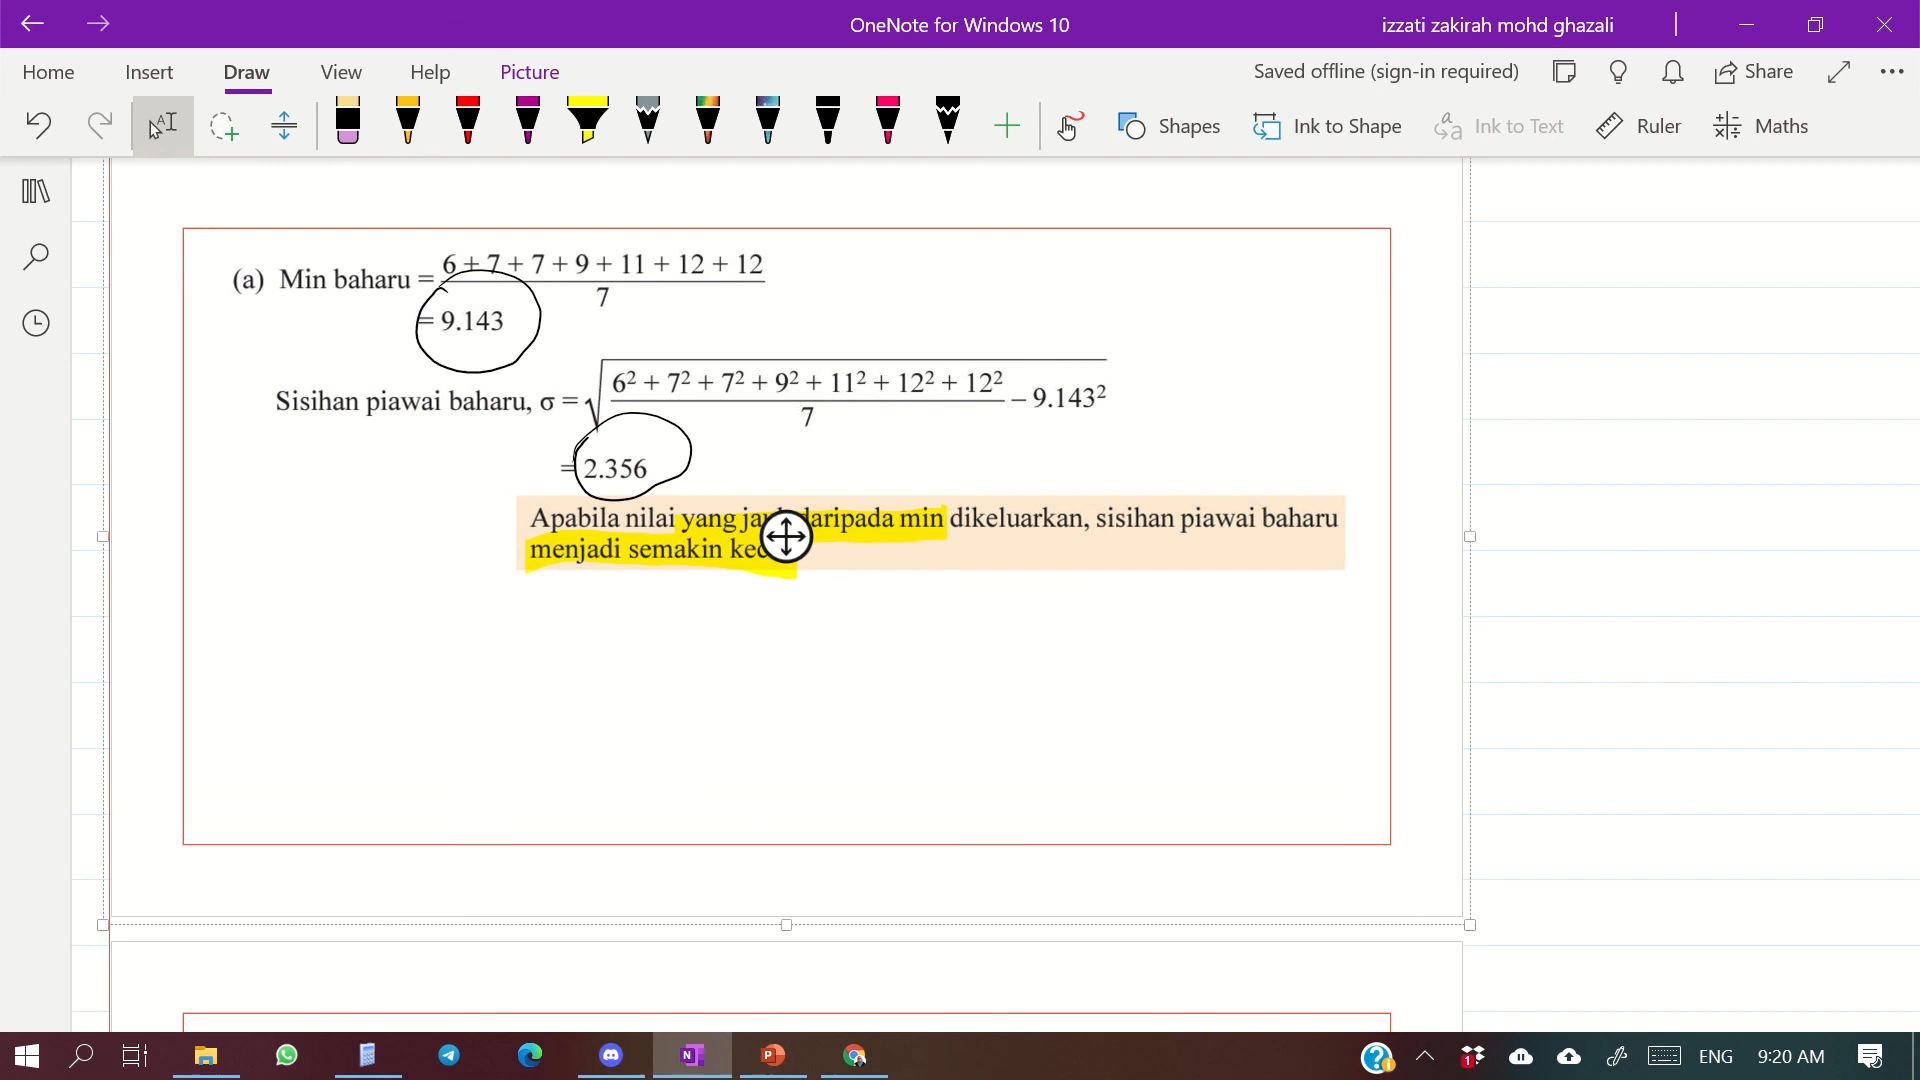 OneNote for Windows 10
izzati zakirah mohd ghazali
Home Insert Draw View Help Picture
Saved offline (sign-in required) Share
Shapes Ink to Shape Ink to Text Ruler Maths
(a) Min baharu = 6 + 7 + 7 + 9 + 11 + 12 + 12 / 7
= 9.143
Sisihan piawai baharu, σ = √(6² + 7² + 7² + 9² + 11² + 12² + 12² / 7 – 9.143²)
= 2.356
Apabila nilai yang daripada min dikeluarkan, sisihan piawai baharu
menjadi semakin
ENG 9:20 AM